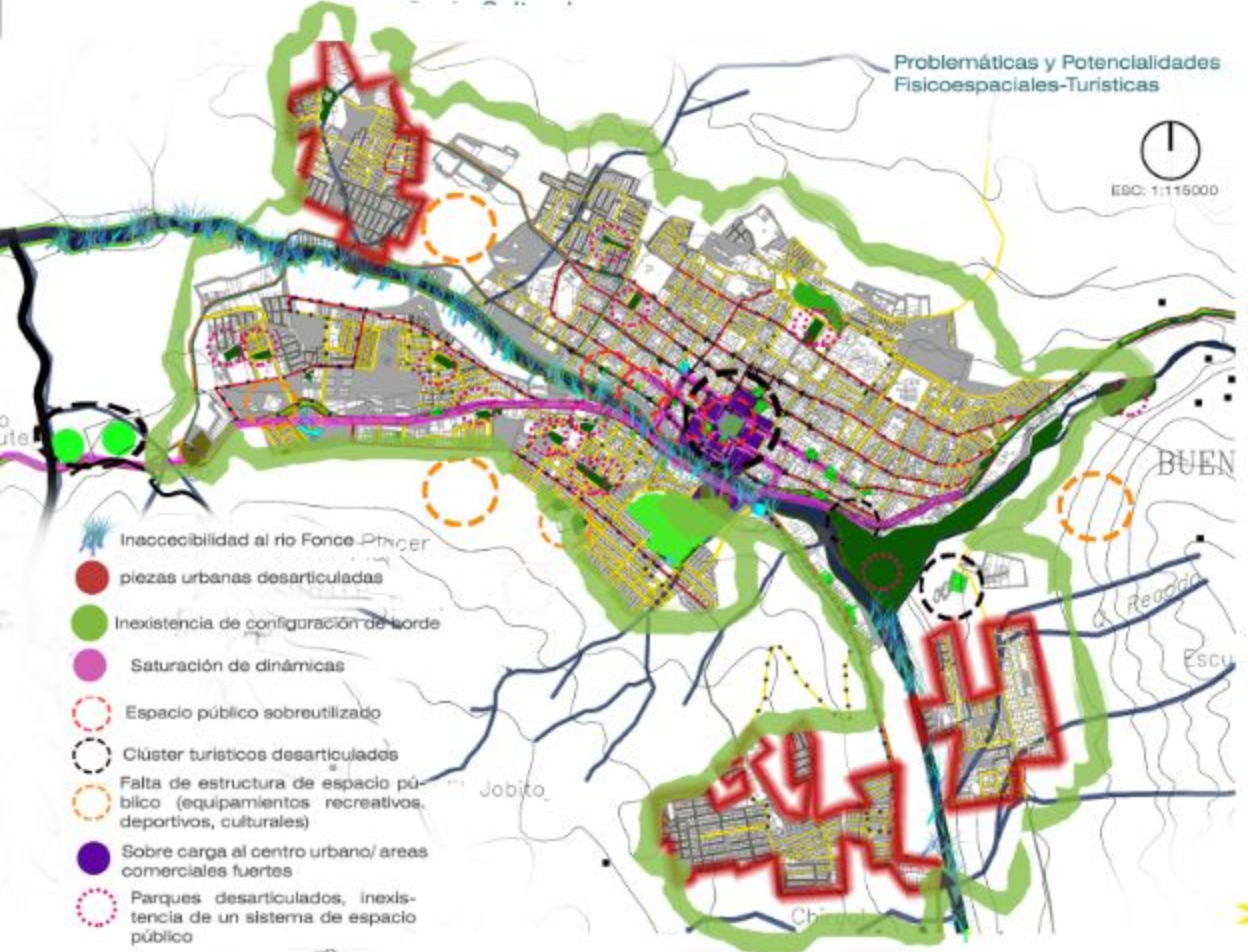 Problemáticas y Potencialidades
Fisicoespaciales-Turísticas
ESC: 1:115000
BUEN
Inaccecibilidad al rio Fonce
piezas urbanas desarticuladas
Inexistencia de configuración de borde
Saturación de dinámicas
Espacio público sobreutilizado
Clúster turísticos desarticulados
Falta de estructura de espacio pú-
blico (equipamientos recreativos.
deportivos, culturales)
Escu
Jobito
Sobre carga al centro urbano/ areas
comerciales fuertes
Parques desarticulados, inexis-
tencia de un sistema de espacio
público